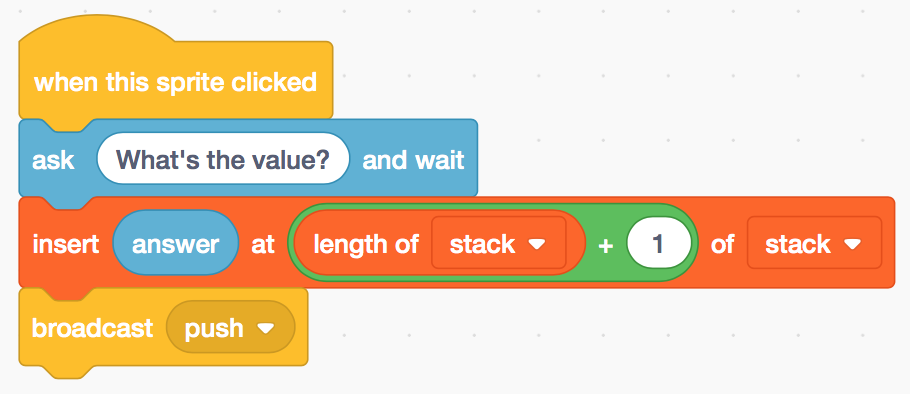 when this sprite clicked
ask What's the value? and wait
insert answer at length of stack + 1 of stack
broadcast push